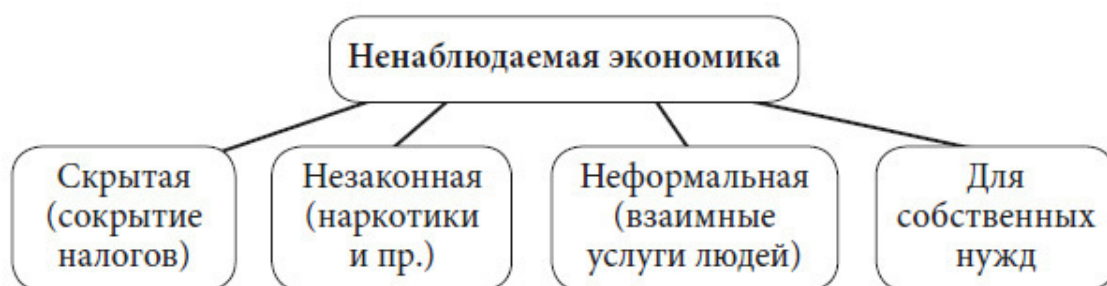 Ненаблюдаемая экономика
Скрытая
(сокрытие
налогов)
Незаконная
(наркотики
и пр.)
Неформальная
(взаимные
услуги людей)
Для
собственных
нужд